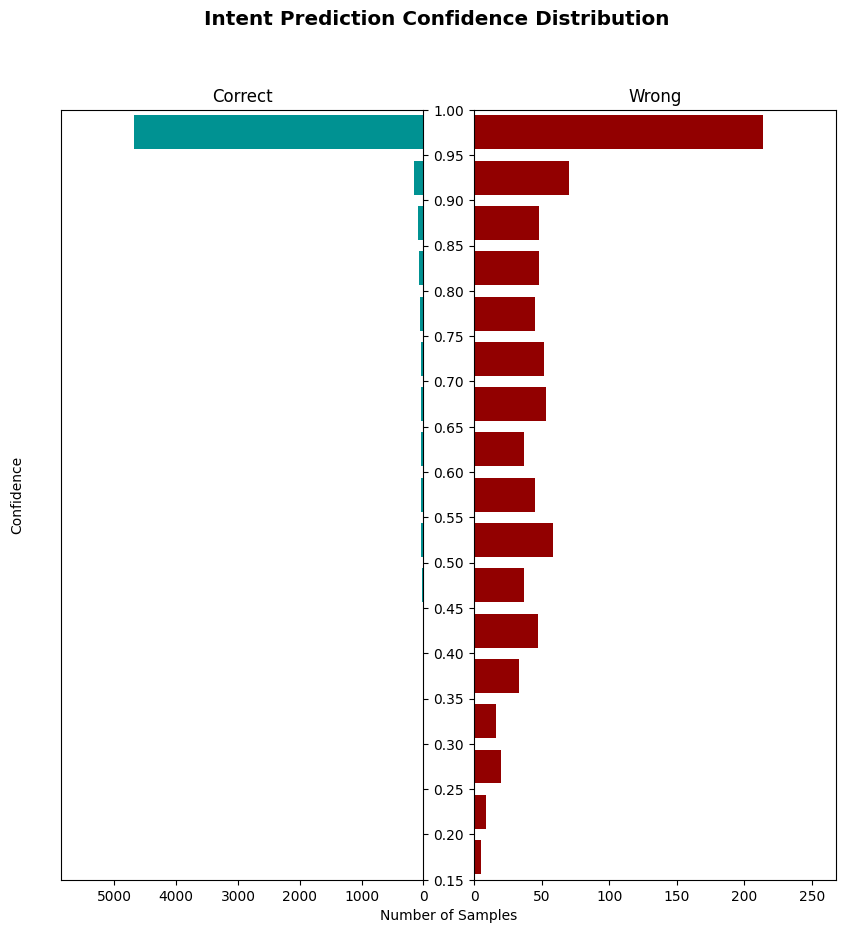 Intent Prediction Confidence Distribution
Correct
Wrong
1.00
0.95
0.90
0.85
0.80
0.75
0.70
0.65
0.60
0.55
0.50
0.45
0.40
0.35
0.30
0.25
0.20
0.15
Confidence
5000 4000 3000 2000 1000 0
0 50 100 150 200 250
Number of Samples